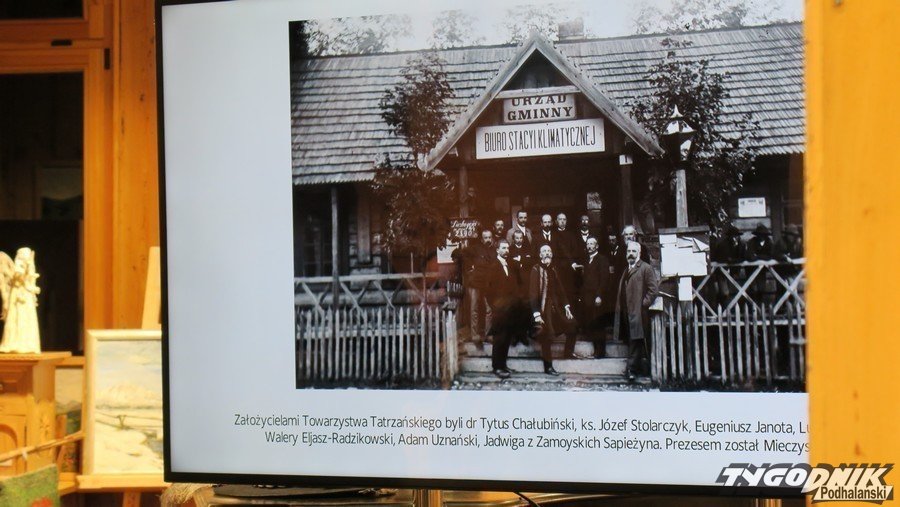 URZĄD
GMINNY
BIURO STACYI KLIMATYCZNEJ
Założycielami Towarzystwa Tatrzańskiego byli dr Tytus Chałubiński, ks. Józef Stolarczyk, Eugeniusz Janota,
Walery Eljasz-Radzikowski, Adam Uznański, Jadwiga z Zamoyskich Sapieżyna. Prezesem został
TYGODNIK
Podhalański